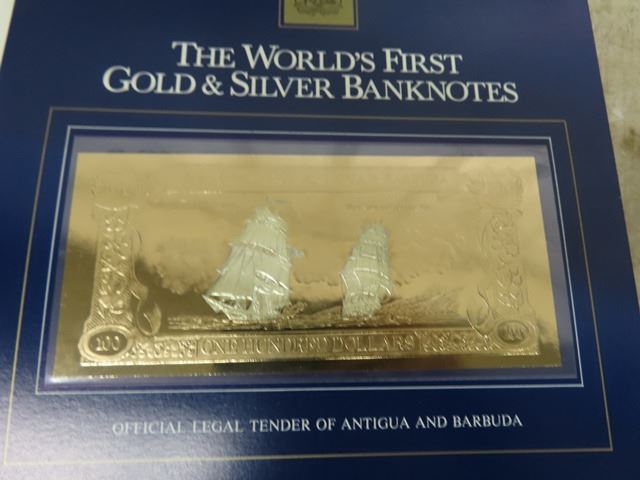 THE WORLD'S FIRST
GOLD & SILVER BANKNOTES
100
ONE HUNDRED DOLLARS
100
OFFICIAL LEGAL TENDER OF ANTIGUA AND BARBUDA